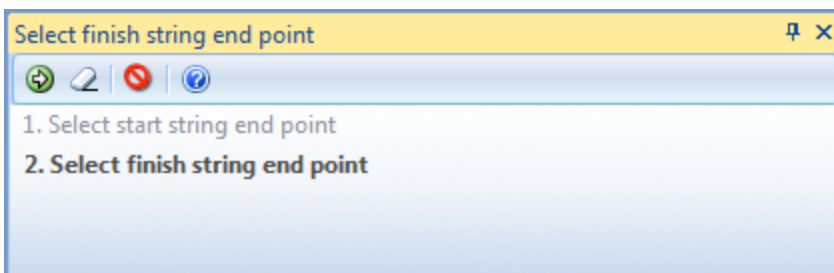 Select finish string end point
1. Select start string end point
2. Select finish string end point